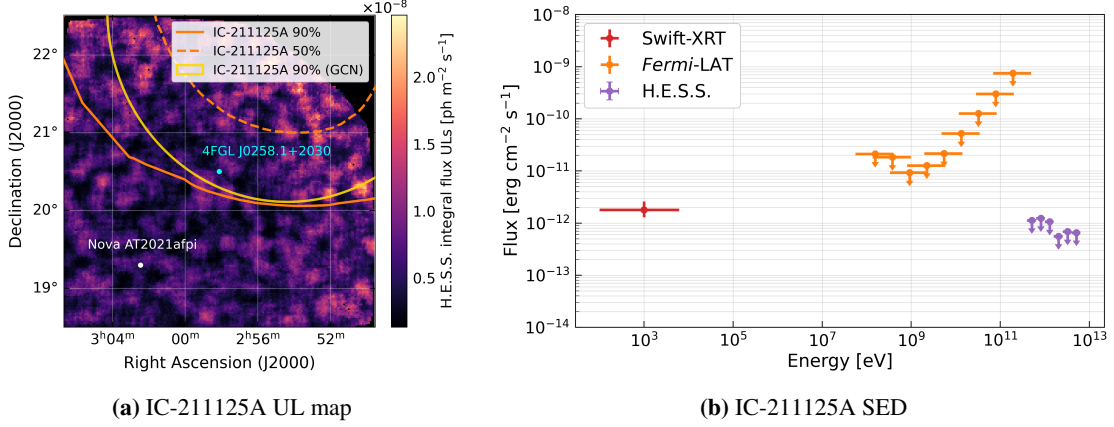 ×10⁻⁸
IC-211125A 90%
IC-211125A 50%
IC-211125A 90% (GCN)
4FGL J0258.1+2030
Nova AT2021afpi
22°
21°
20°
19°
Declination (J2000)
3ʰ04ᵐ 00ᵐ 2ʰ56ᵐ 52ᵐ
Right Ascension (J2000)
2.0
1.5
1.0
0.5
H.E.S.S. integral flux ULs [ph m⁻² s⁻¹]
(a) IC-211125A UL map
Swift-XRT
Fermi-LAT
H.E.S.S.
10⁻⁸
10⁻⁹
10⁻¹⁰
10⁻¹¹
10⁻¹²
10⁻¹³
10⁻¹⁴
Flux [erg cm⁻² s⁻¹]
10³ 10⁵ 10⁷ 10⁹ 10¹¹ 10¹³
Energy [eV]
(b) IC-211125A SED